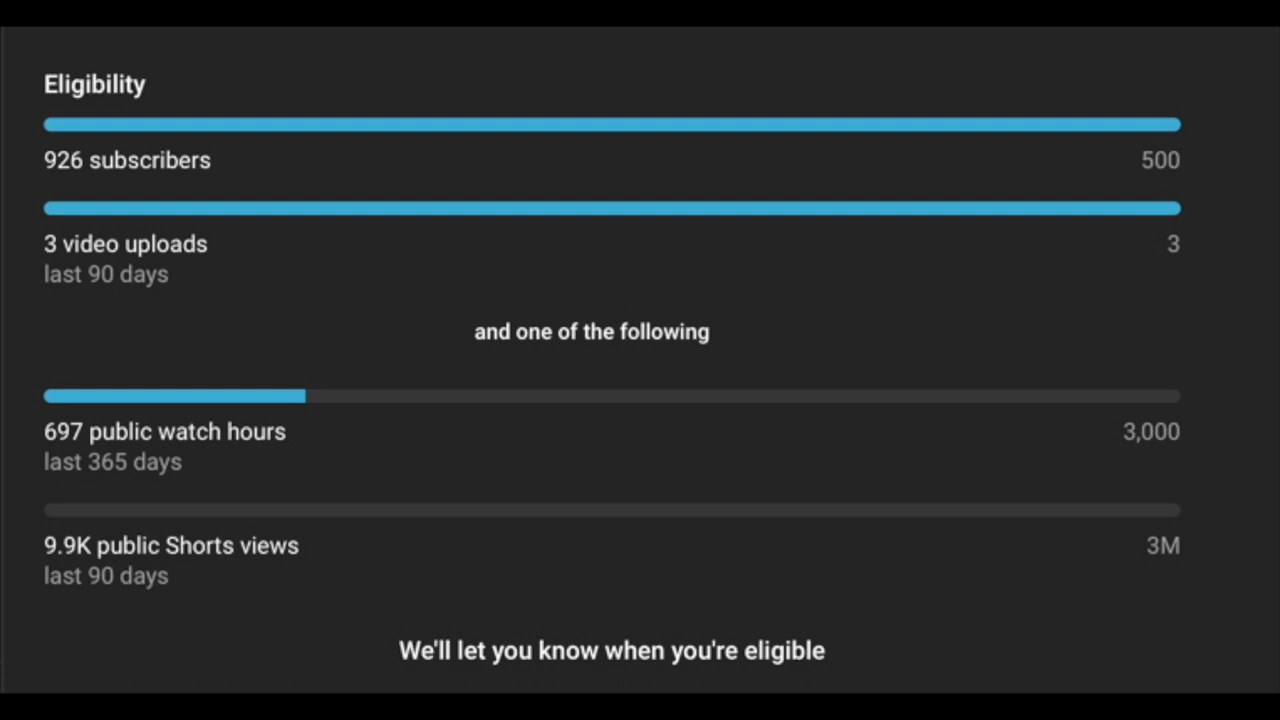 Eligibility
926 subscribers 500
3 video uploads 3
last 90 days
and one of the following
697 public watch hours 3,000
last 365 days
9.9K public Shorts views 3M
last 90 days
We'll let you know when you're eligible